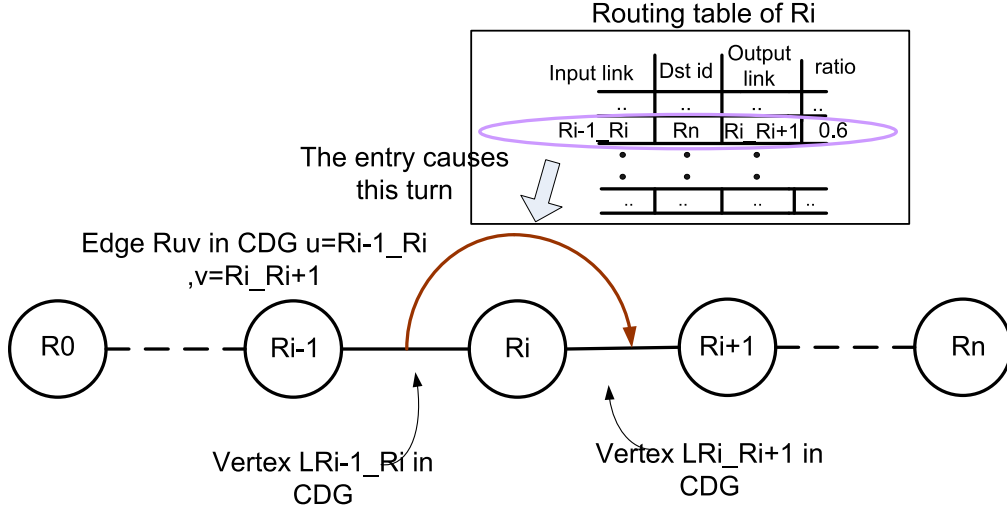 Routing table of Ri
Input link Dst id Output link ratio
.. .. .. ..
Ri-1_Ri Rn Ri_Ri+1 0.6
.. .. .. ..
The entry causes
this turn
Edge Ruv in CDG u=Ri-1_Ri
,v=Ri_Ri+1
R0 Ri-1 Ri Ri+1 Rn
Vertex LRi-1_Ri in
CDG
Vertex LRi_Ri+1 in
CDG